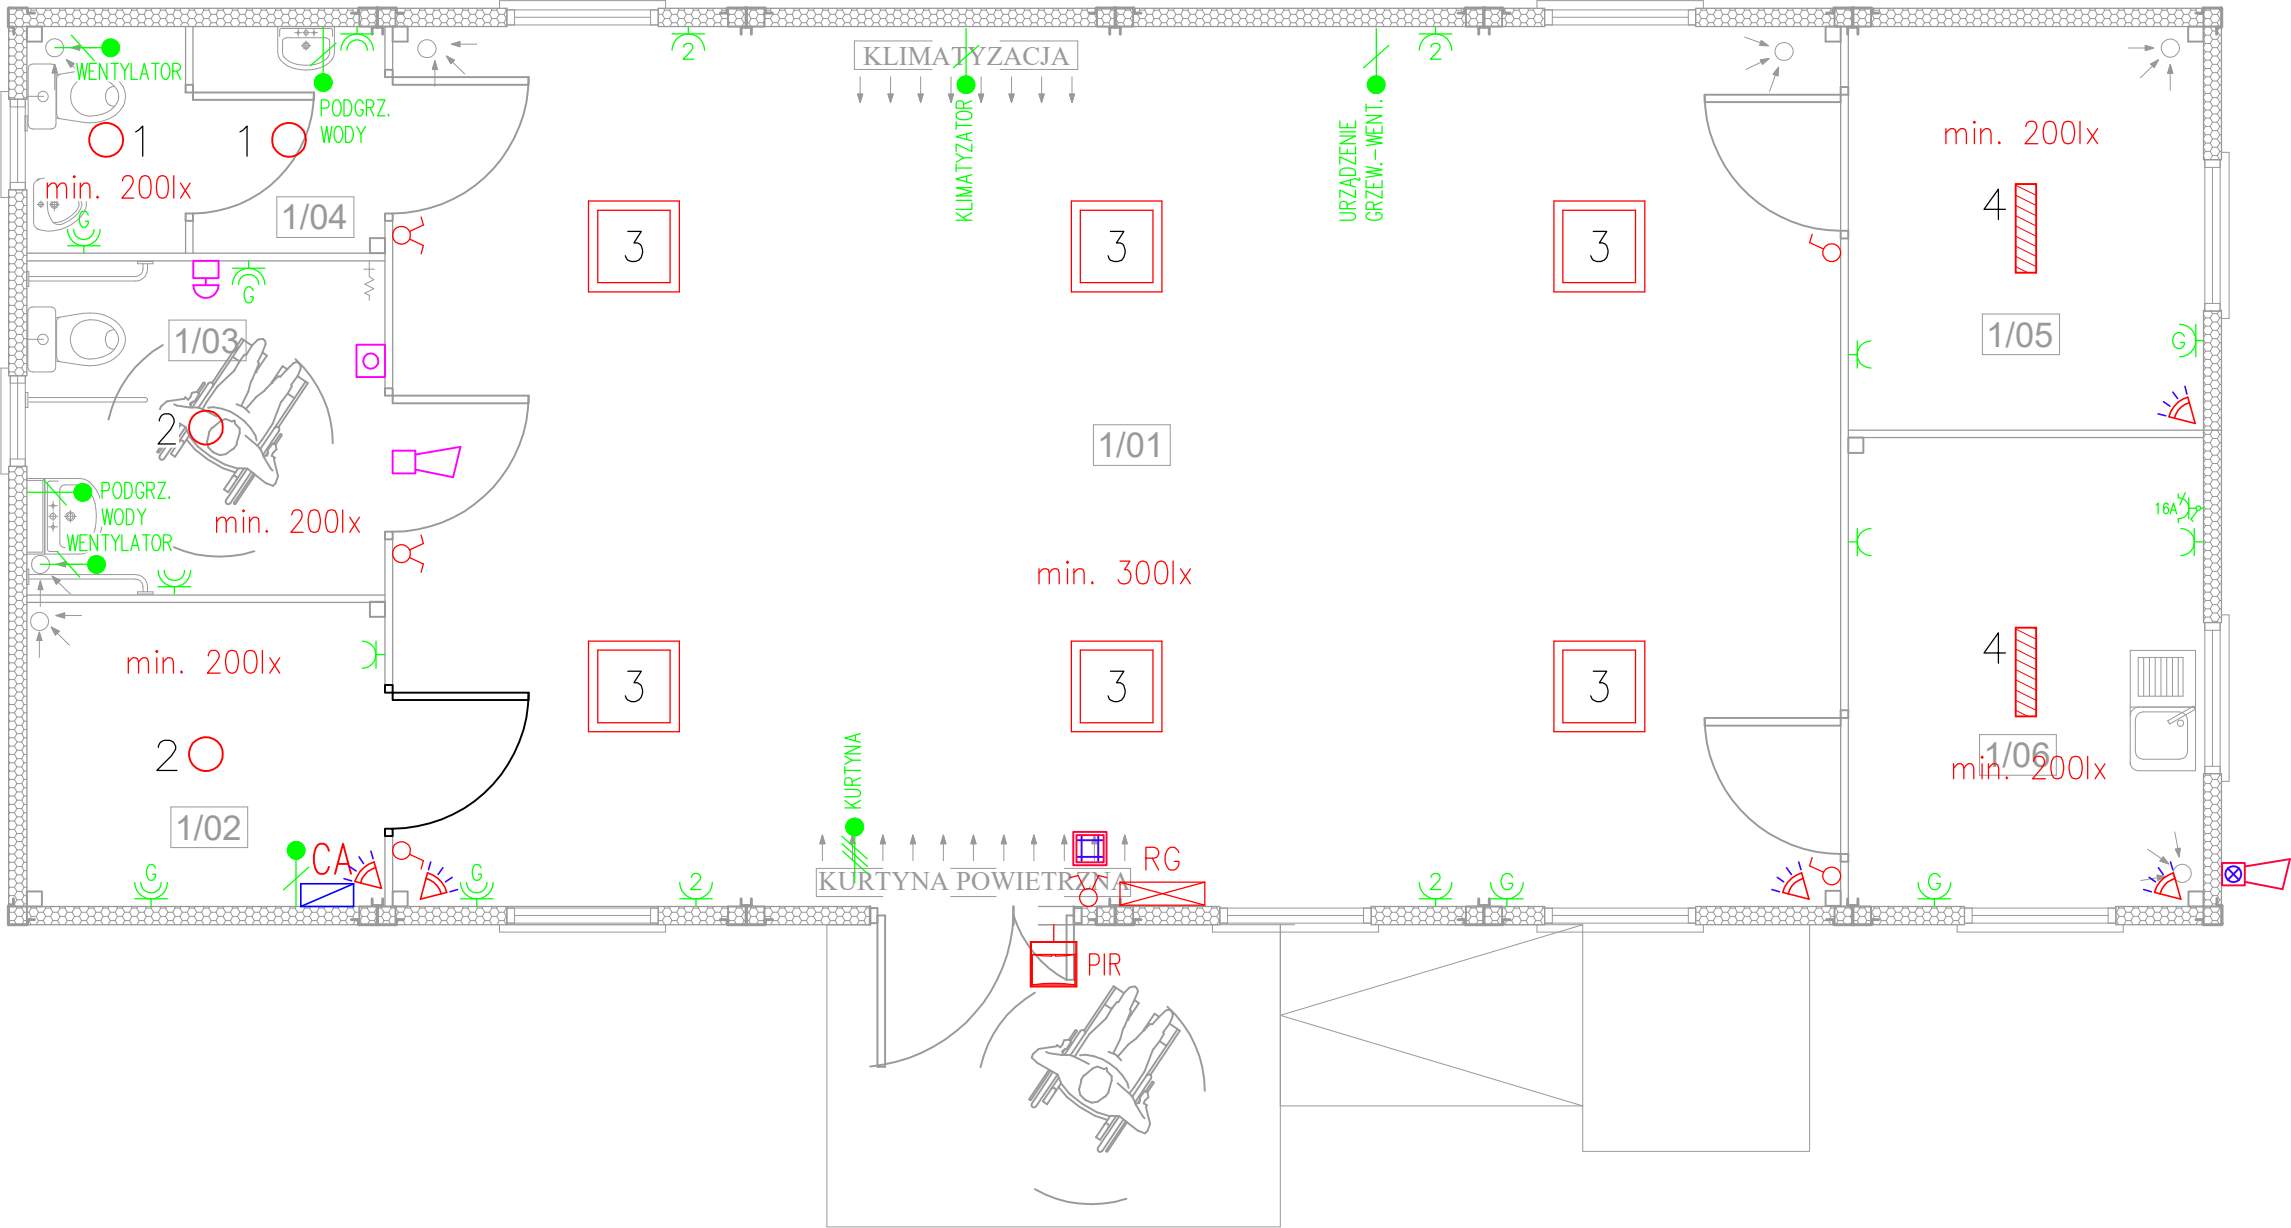 2
2
KLIMATYZACJA
WENTYLATOR
PODGRZ.
WODY
KLIMATYZATOR
URZĄDZENIE
GRZEW.-WENT.
1
1
min. 200lx
min. 200lx
G
1/04
4
3
3
3
G
1/03
1/05
G
2
1/01
PODGRZ.
WODY
min. 200lx
WENTYLATOR
16A
min. 300lx
min. 200lx
4
3
3
3
2
KURTYNA
1/06
min. 200lx
1/02
CA
RG
G
G
2
KURTYNA POWIETRZNA
2
G
G
PIR